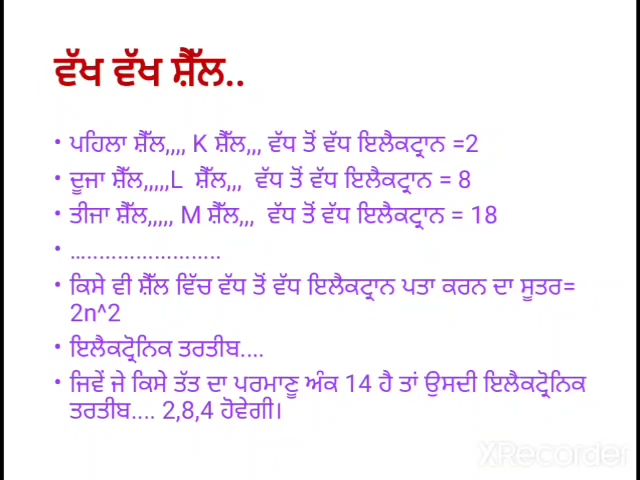 ਵੱਖ ਵੱਖ ਸ਼ੈੱਲ..
• ਪਹਿਲਾ ਸ਼ੈੱਲ,,,, K ਸ਼ੈੱਲ,,, ਵੱਧ ਤੋਂ ਵੱਧ ਇਲੈਕਟ੍ਰਾਨ =2
• ਦੂਜਾ ਸ਼ੈੱਲ,,,,,L ਸ਼ੈੱਲ,,, ਵੱਧ ਤੋਂ ਵੱਧ ਇਲੈਕਟ੍ਰਾਨ = 8
• ਤੀਜਾ ਸ਼ੈੱਲ,,,,, M ਸ਼ੈੱਲ,,, ਵੱਧ ਤੋਂ ਵੱਧ ਇਲੈਕਟ੍ਰਾਨ = 18
• ........................
• ਕਿਸੇ ਵੀ ਸ਼ੈੱਲ ਵਿੱਚ ਵੱਧ ਤੋਂ ਵੱਧ ਇਲੈਕਟ੍ਰਾਨ ਪਤਾ ਕਰਨ ਦਾ ਸੂਤਰ=
2n^2
• ਇਲੈਕਟ੍ਰੋਨਿਕ ਤਰਤੀਬ....
• ਜਿਵੇਂ ਜੇ ਕਿਸੇ ਤੱਤ ਦਾ ਪਰਮਾਣੂ ਅੰਕ 14 ਹੈ ਤਾਂ ਉਸਦੀ ਇਲੈਕਟ੍ਰੋਨਿਕ
ਤਰਤੀਬ.... 2,8,4 ਹੋਵੇਗੀ।
XRecorder